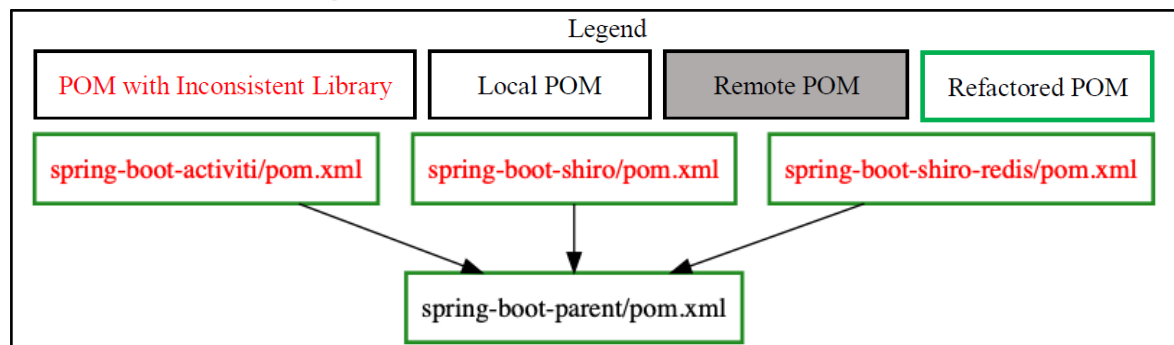 Legend
POM with Inconsistent Library
Local POM
Remote POM
Refactored POM
spring-boot-activiti/pom.xml
spring-boot-shiro/pom.xml
spring-boot-shiro-redis/pom.xml
spring-boot-parent/pom.xml